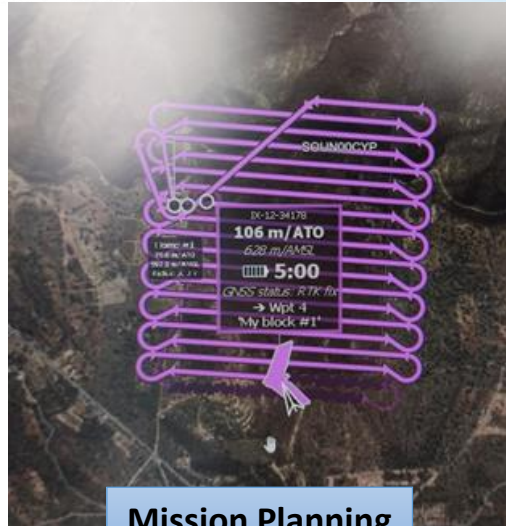 SOUN00CYP
IX-12-34178
106 m/ATO
628 m/AMSL
5:00
GNSS status: RTK fix
→ Wpt 4
'My block #1'
Mission Planning